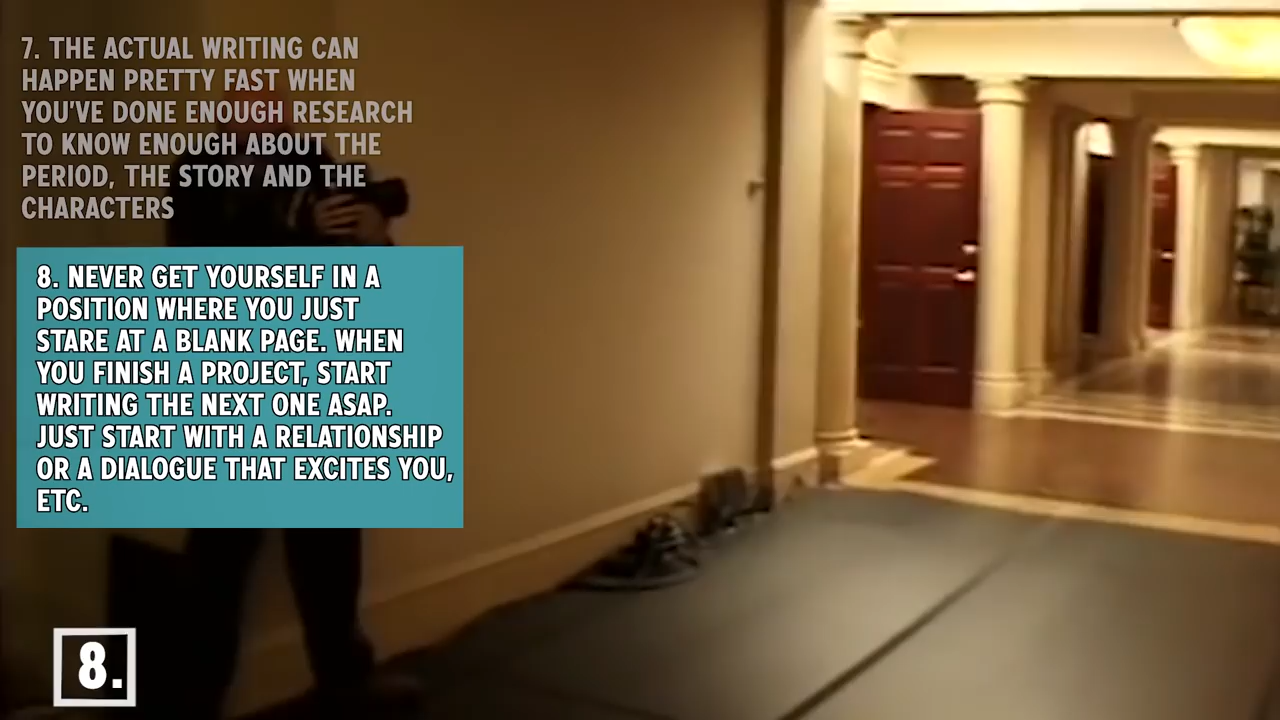 7. THE ACTUAL WRITING CAN
HAPPEN PRETTY FAST WHEN
YOU'VE DONE ENOUGH RESEARCH
TO KNOW ENOUGH ABOUT THE
PERIOD, THE STORY AND THE
CHARACTERS
8. NEVER GET YOURSELF IN A
POSITION WHERE YOU JUST
STARE AT A BLANK PAGE. WHEN
YOU FINISH A PROJECT, START
WRITING THE NEXT ONE ASAP.
JUST START WITH A RELATIONSHIP
OR A DIALOGUE THAT EXCITES YOU,
ETC.
8.